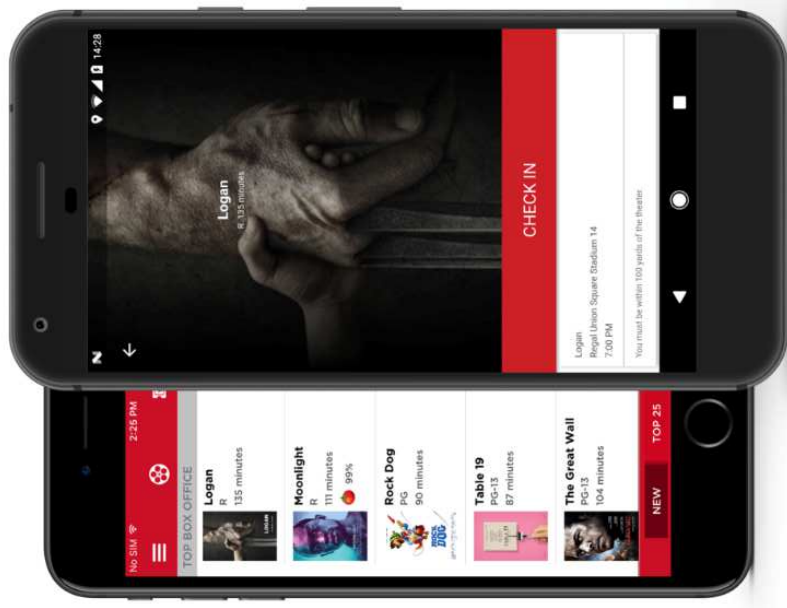 14:28
Logan
R 135 minutes
CHECK IN
Logan
Regal Union Square Stadium 14
7:00 PM
You must be within 100 yards of the theater
No SIM
2:25 PM
TOP BOX OFFICE
Logan
R
135 minutes
LOGAN
Moonlight
R
111 minutes
99%
Rock Dog
PG
90 minutes
ROCK
DOG
Table 19
PG-13
87 minutes
The Great Wall
PG-13
104 minutes
NEW
TOP 25